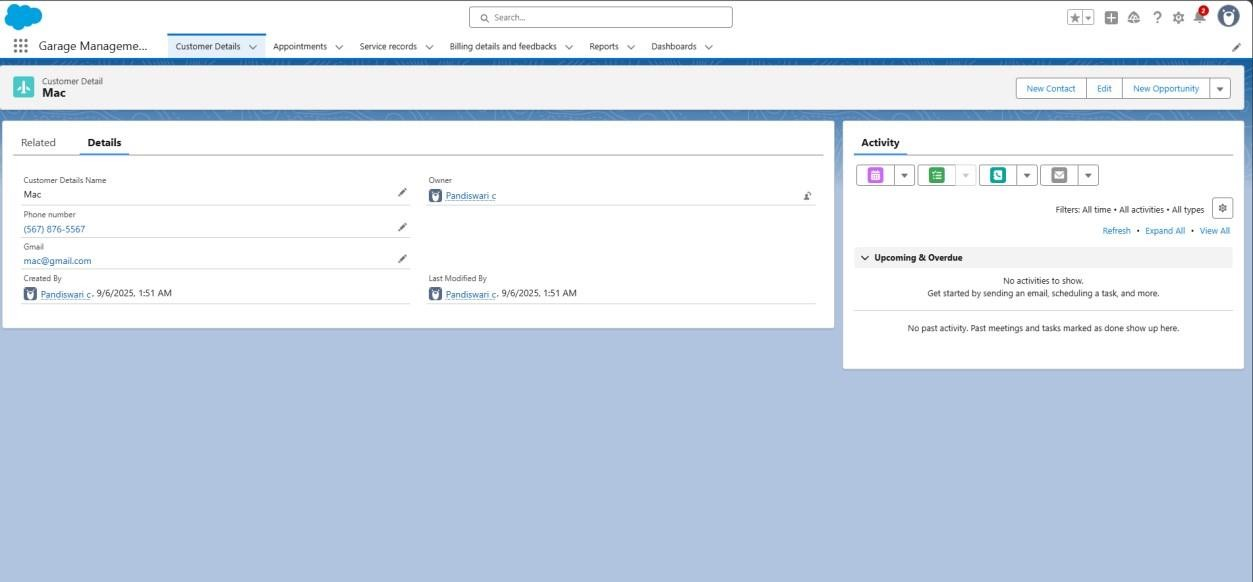 Search...
2
Garage Manageme...
Customer Details
Appointments
Service records
Billing details and feedbacks
Reports
Dashboards
Customer Detail
Mac
New Contact
Edit
New Opportunity
Related
Details
Customer Details Name
Mac
Owner
Pandiswari c
Phone number
(567) 876-5567
Gmail
mac@gmail.com
Created By
Pandiswari c, 9/6/2025, 1:51 AM
Last Modified By
Pandiswari c, 9/6/2025, 1:51 AM
Activity
Filters: All time • All activities • All types
Refresh • Expand All • View All
Upcoming & Overdue
No activities to show.
Get started by sending an email, scheduling a task, and more.
No past activity. Past meetings and tasks marked as done show up here.